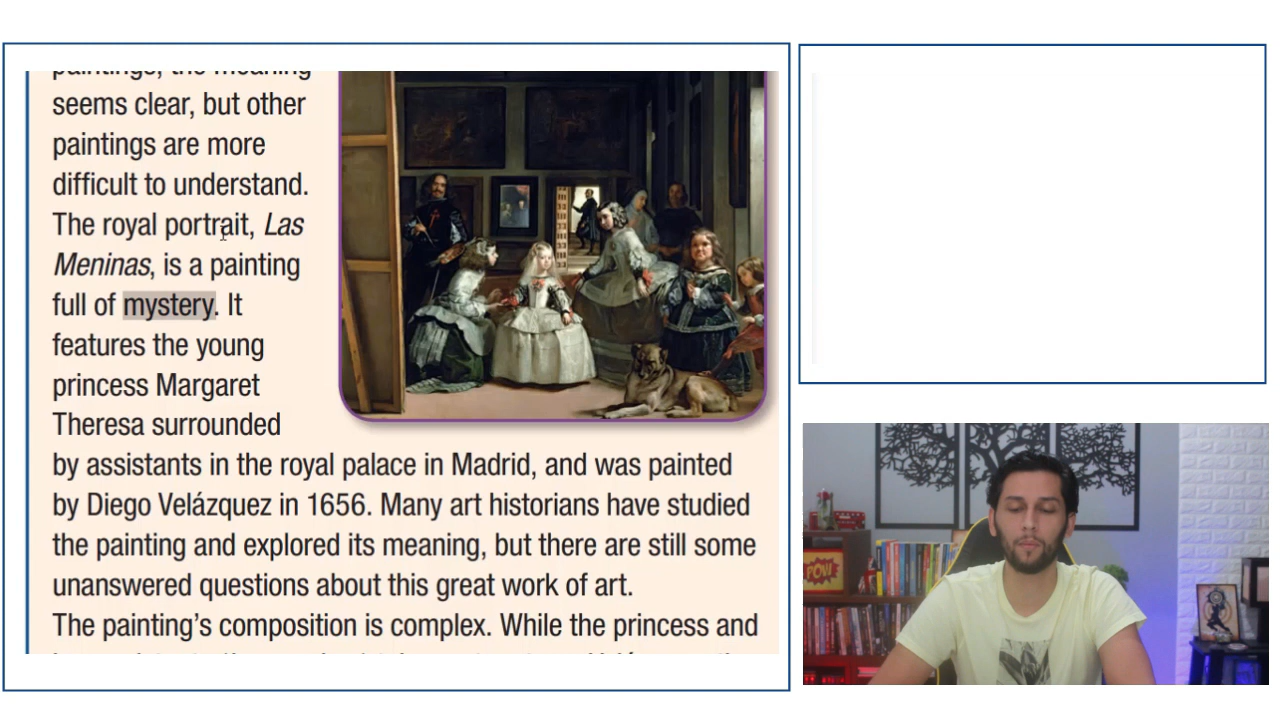 paintings, the meaning
seems clear, but other
paintings are more
difficult to understand.
The royal portrait, Las
Meninas, is a painting
full of mystery. It
features the young
princess Margaret
Theresa surrounded
by assistants in the royal palace in Madrid, and was painted
by Diego Velázquez in 1656. Many art historians have studied
the painting and explored its meaning, but there are still some
unanswered questions about this great work of art.
The painting's composition is complex. While the princess and
POW!